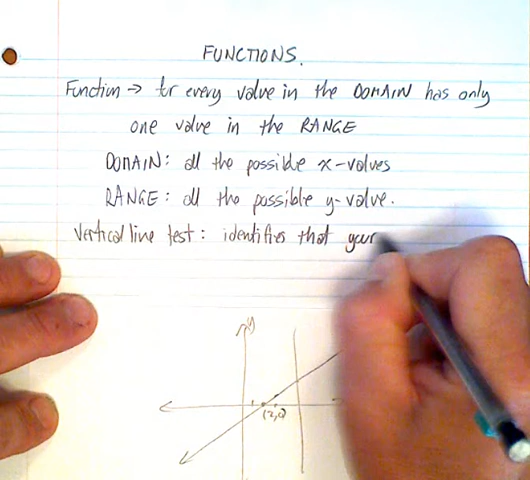 FUNCTIONS.
Function → for every value in the DOMAIN has only
one value in the RANGE
DOMAIN: all the possible x-values
RANGE: all the possible y-value.
Vertical line test: identifies that your
y
(2,0)